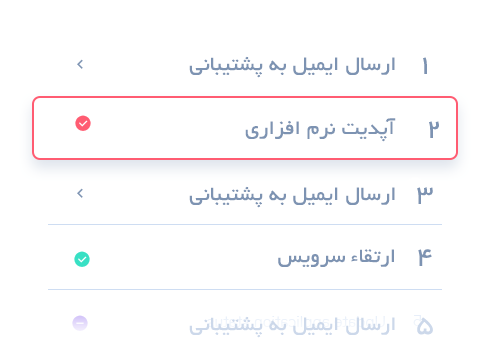 ۱ ارسال ایمیل به پشتیبانی
۲ آپدیت نرم افزاری
۳ ارسال ایمیل به پشتیبانی
۴ ارتقاء سرویس
۵ ارسال ایمیل به پشتیبانی